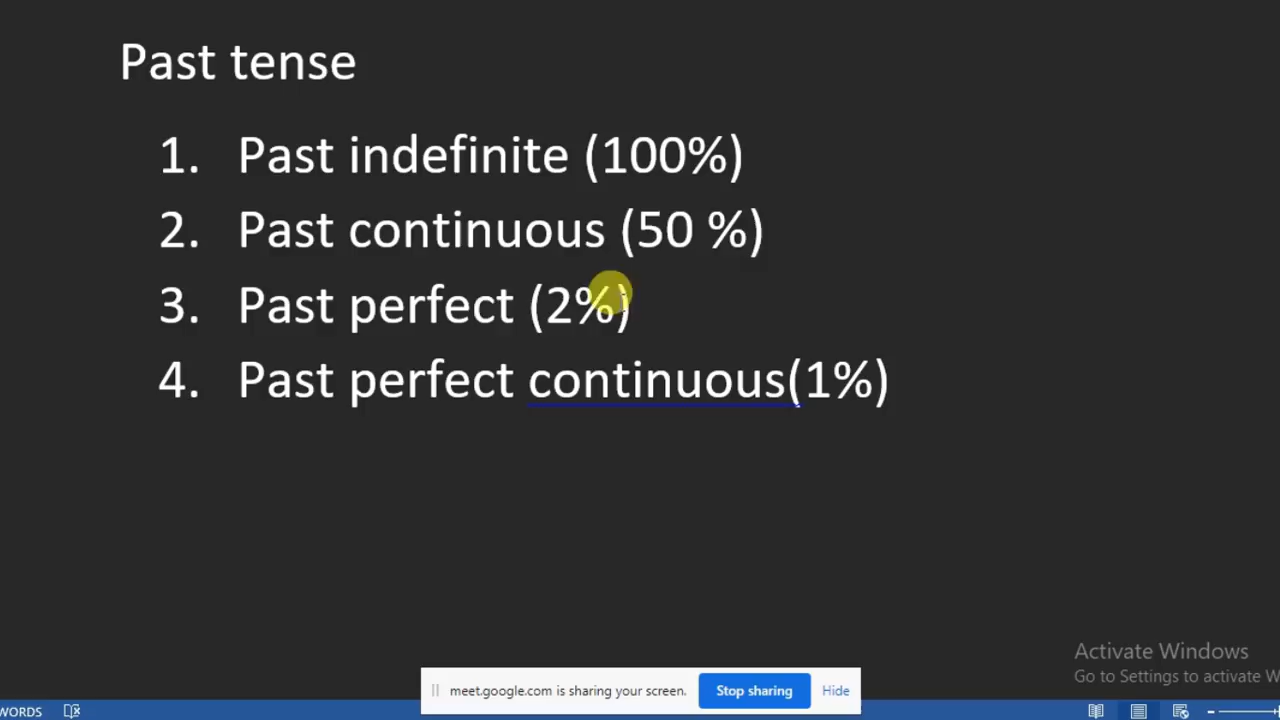 Past tense
1. Past indefinite (100%)
2. Past continuous (50 %)
3. Past perfect (2%)
4. Past perfect continuous(1%)
Activate Windows
Go to Settings to activate W
meet.google.com is sharing your screen. Stop sharing Hide
WORDS